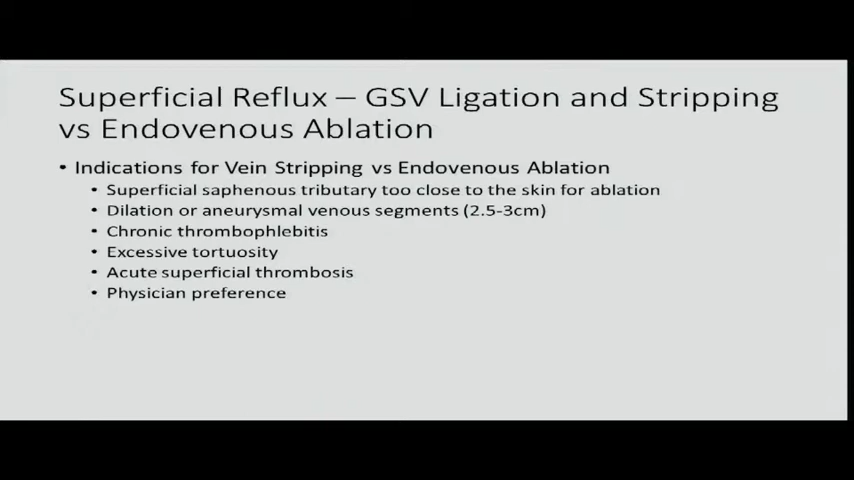 Superficial Reflux – GSV Ligation and Stripping
vs Endovenous Ablation
• Indications for Vein Stripping vs Endovenous Ablation
• Superficial saphenous tributary too close to the skin for ablation
• Dilation or aneurysmal venous segments (2.5-3cm)
• Chronic thrombophlebitis
• Excessive tortuosity
• Acute superficial thrombosis
• Physician preference